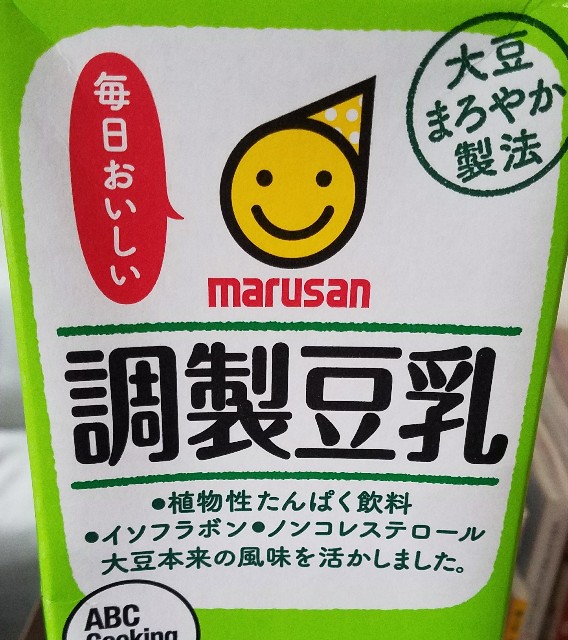 毎日おいしい
大豆
まろやか
製法
marusan
調製豆乳
●植物性たんぱく飲料
●イソフラボン●ノンコレステロール
大豆本来の風味を活かしました。
ABC
Cooking